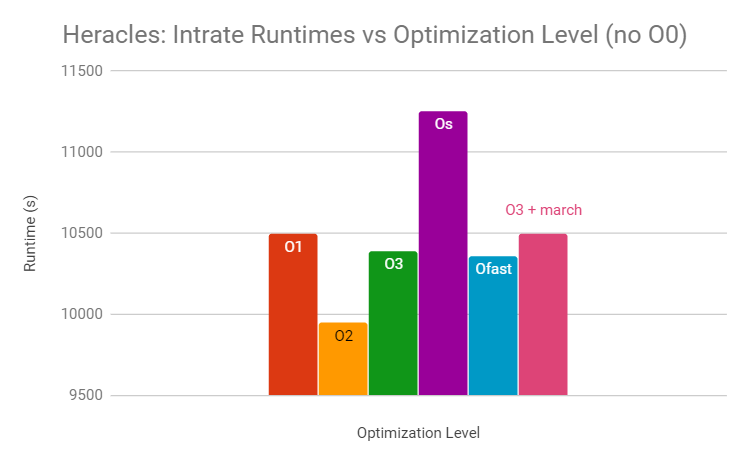 Heracles: Intrate Runtimes vs Optimization Level (no O0)
11500
11000
10500
10000
9500
Runtime (s)
O1
O2
O3
Os
Ofast
O3 + march
Optimization Level